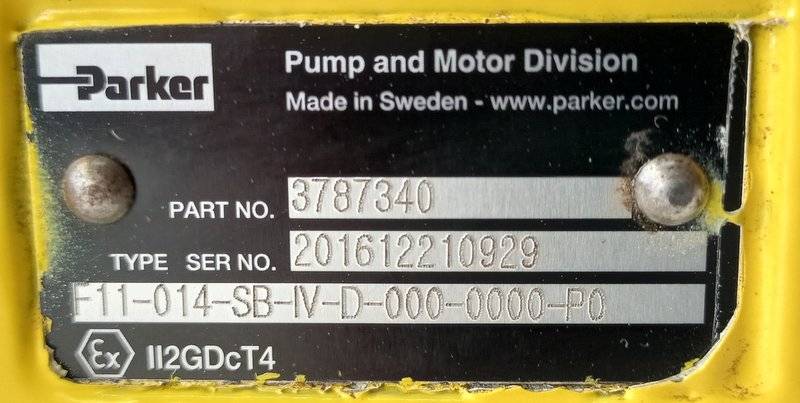 Parker
Pump and Motor Division
Made in Sweden - www.parker.com
PART NO. 3787340
TYPE SER NO. 201612210929
F11-014-SB-IV-D-000-0000-P0
Ex II2GDcT4